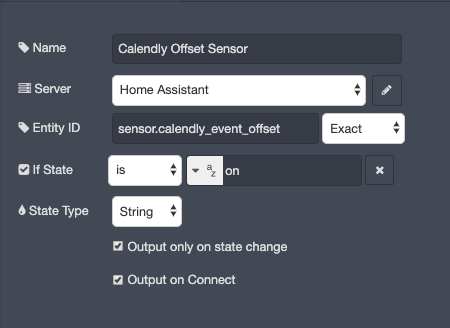 Name Calendly Offset Sensor
Server Home Assistant
Entity ID sensor.calendly_event_offset Exact
If State is az on
State Type String
Output only on state change
Output on Connect